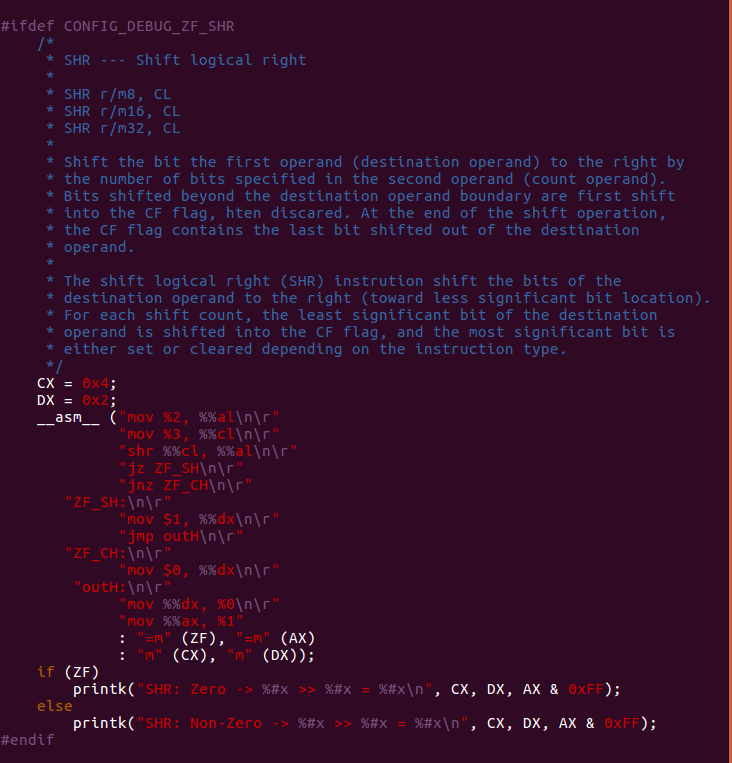 #ifdef CONFIG_DEBUG_ZF_SHR
    /*
     * SHR --- Shift logical right
     *
     * SHR r/m8, CL
     * SHR r/m16, CL
     * SHR r/m32, CL
     *
     * Shift the bit the first operand (destination operand) to the right by
     * the number of bits specified in the second operand (count operand).
     * Bits shifted beyond the destination operand boundary are first shift
     * into the CF flag, hten discared. At the end of the shift operation,
     * the CF flag contains the last bit shifted out of the destination
     * operand.
     *
     * The shift logical right (SHR) instrution shift the bits of the
     * destination operand to the right (toward less significant bit location).
     * For each shift count, the least significant bit of the destination
     * operand is shifted into the CF flag, and the most significant bit is
     * either set or cleared depending on the instruction type.
     */
    CX = 0x4;
    DX = 0x2;
    __asm__ ("mov %2, %%al\n\r"
             "mov %3, %%cl\n\r"
             "shr %%cl, %%al\n\r"
             "jz ZF_SH\n\r"
             "jnz ZF_CH\n\r"
       "ZF_SH:\n\r"
             "mov $1, %%dx\n\r"
             "jmp outH\n\r"
       "ZF_CH:\n\r"
             "mov $0, %%dx\n\r"
        "outH:\n\r"
             "mov %%dx, %0\n\r"
             "mov %%ax, %1"
             : "=m" (ZF), "=m" (AX)
             : "m" (CX), "m" (DX));
    if (ZF)
        printk("SHR: Zero -> %#x >> %#x = %#x\n", CX, DX, AX & 0xFF);
    else
        printk("SHR: Non-Zero -> %#x >> %#x = %#x\n", CX, DX, AX & 0xFF);
#endif